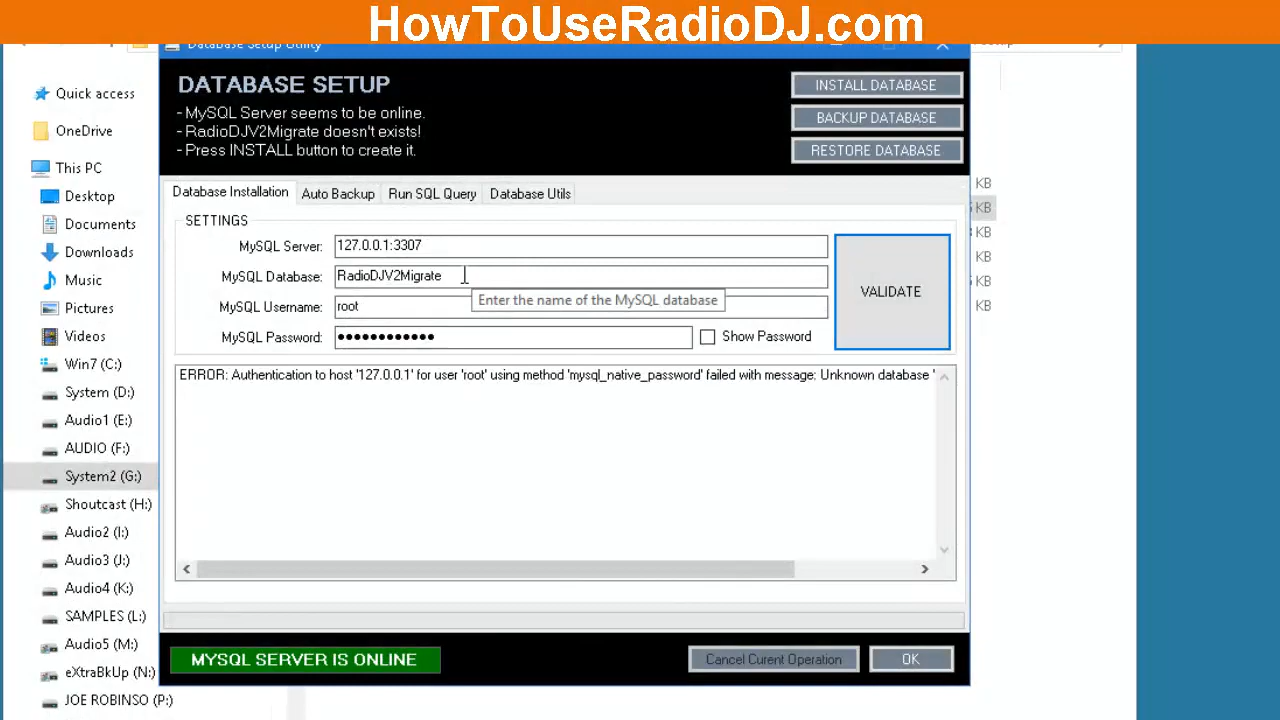 HowToUseRadioDJ.com
Database Setup Utility
DATABASE SETUP
- MySQL Server seems to be online.
- RadioDJV2Migrate doesn't exists!
- Press INSTALL button to create it.
INSTALL DATABASE
BACKUP DATABASE
RESTORE DATABASE
Quick access
OneDrive
This PC
Desktop
Documents
Downloads
Music
Pictures
Videos
Win7 (C:)
System (D:)
Audio1 (E:)
AUDIO (F:)
System2 (G:)
Shoutcast (H:)
Audio2 (I:)
Audio3 (J:)
Audio4 (K:)
SAMPLES (L:)
Audio5 (M:)
eXtraBkUp (N:)
JOE ROBINSO (P:)
Database Installation Auto Backup Run SQL Query Database Utils
SETTINGS
MySQL Server: 127.0.0.1:3307
MySQL Database: RadioDJV2Migrate
Enter the name of the MySQL database
MySQL Username: root
MySQL Password: ●●●●●●●●●●●● Show Password
VALIDATE
ERROR: Authentication to host '127.0.0.1' for user 'root' using method 'mysql_native_password' failed with message: Unknown database '
MYSQL SERVER IS ONLINE
Cancel Curent Operation
OK
KB
KB
KB
KB
KB
KB